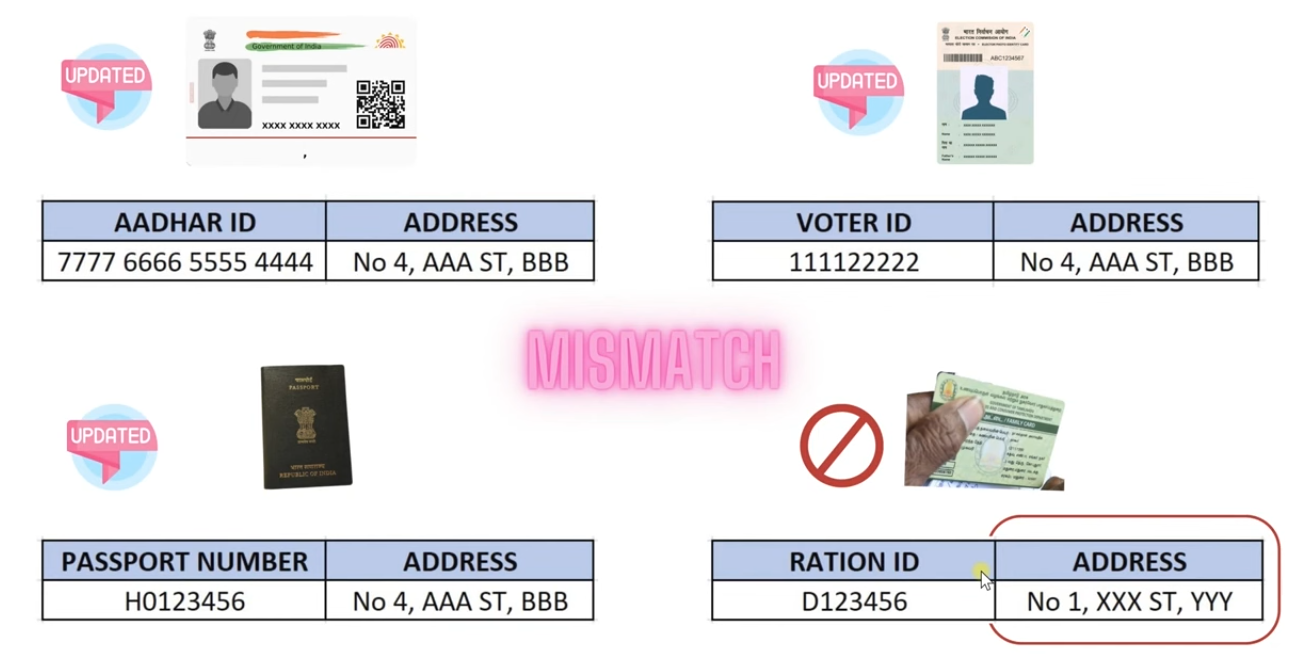 UPDATED
Government of India
XXXX XXXX XXXX
UPDATED
भारत निर्वाचन आयोग
ELECTION COMMISSION OF INDIA
ABC1234567
AADHAR ID ADDRESS
7777 6666 5555 4444 No 4, AAA ST, BBB
VOTER ID ADDRESS
111122222 No 4, AAA ST, BBB
MISMATCH
UPDATED
PASSPORT
REPUBLIC OF INDIA
FAMILY CARD
PASSPORT NUMBER ADDRESS
H0123456 No 4, AAA ST, BBB
RATION ID ADDRESS
D123456 No 1, XXX ST, YYY